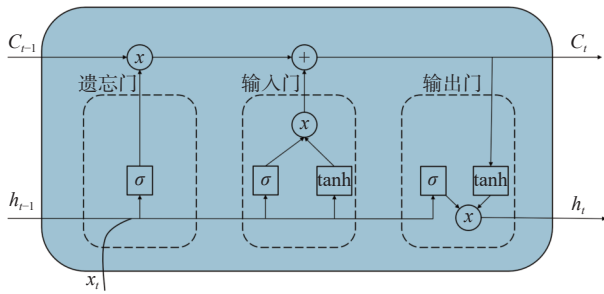 C_{t-1}
x
+
C_t
遗忘门
输入门
输出门
x
σ
σ
tanh
σ
tanh
h_{t-1}
x
h_t
x_t